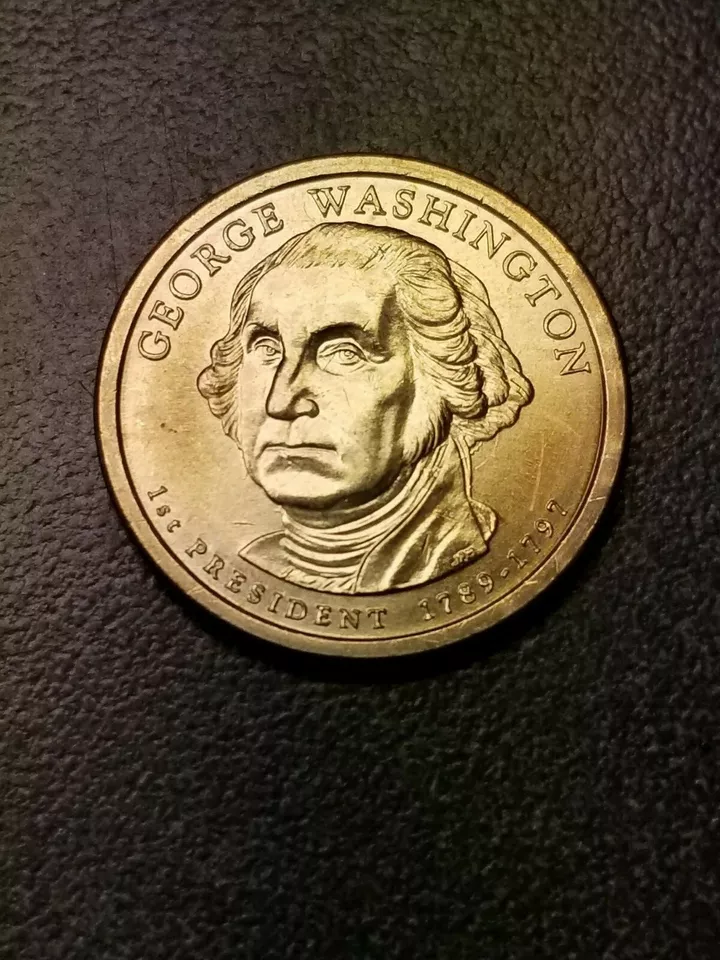 GEORGE WASHINGTON
1st PRESIDENT 1789-1797